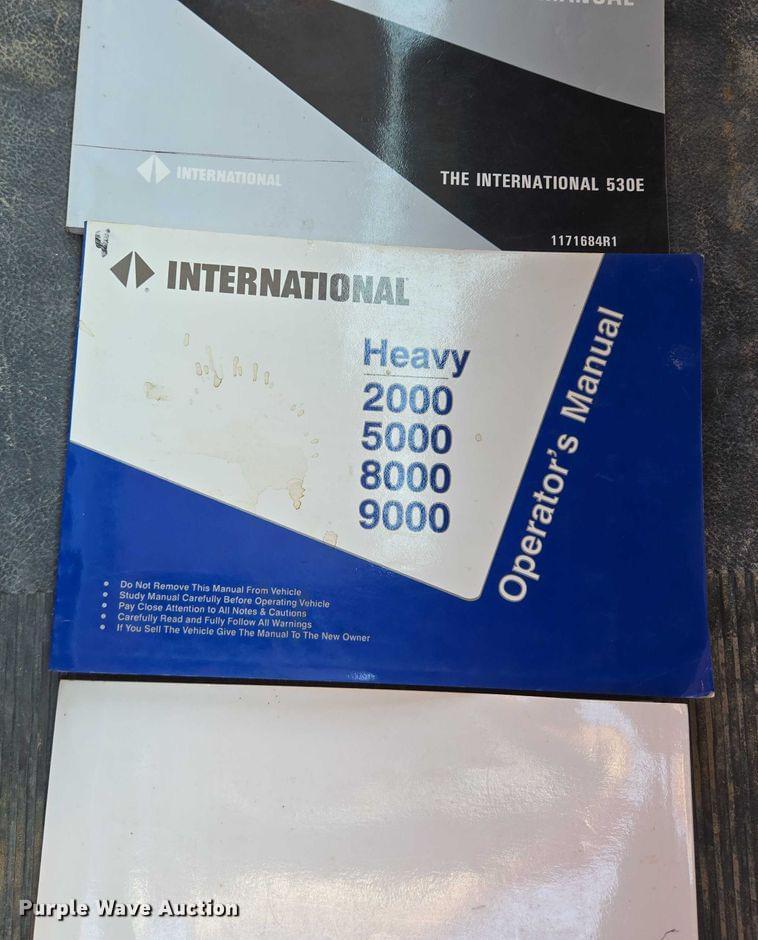 MANUAL
INTERNATIONAL
THE INTERNATIONAL 530E
1171684R1
INTERNATIONAL
Heavy
2000
5000
8000
9000
Operator's Manual
• Do Not Remove This Manual From Vehicle
• Study Manual Carefully Before Operating Vehicle
• Pay Close Attention to All Notes & Cautions
• Carefully Read and Fully Follow All Warnings
• If You Sell The Vehicle Give The Manual To The New Owner
Purple Wave Auction